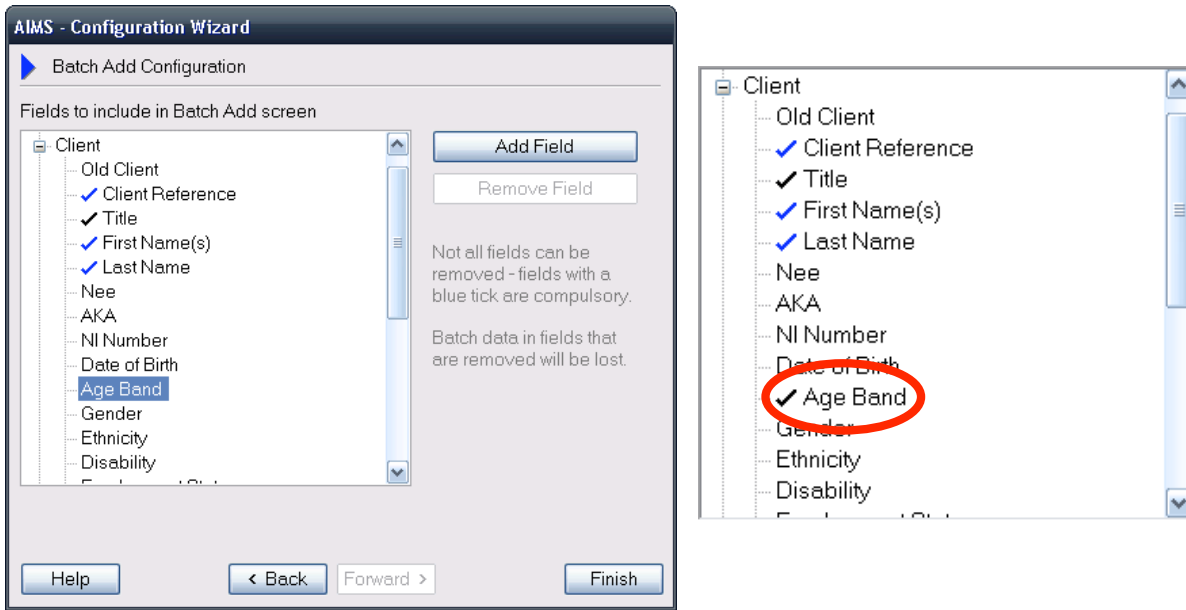 AIMS - Configuration Wizard
Batch Add Configuration
Fields to include in Batch Add screen
Client
Old Client
Client Reference
Title
First Name(s)
Last Name
Nee
AKA
NI Number
Date of Birth
Age Band
Gender
Ethnicity
Disability
Add Field
Remove Field
Not all fields can be
removed - fields with a
blue tick are compulsory.
Batch data in fields that
are removed will be lost.
Help
< Back
Forward >
Finish
Client
Old Client
Client Reference
Title
First Name(s)
Last Name
Nee
AKA
NI Number
Date of Birth
Age Band
Gender
Ethnicity
Disability